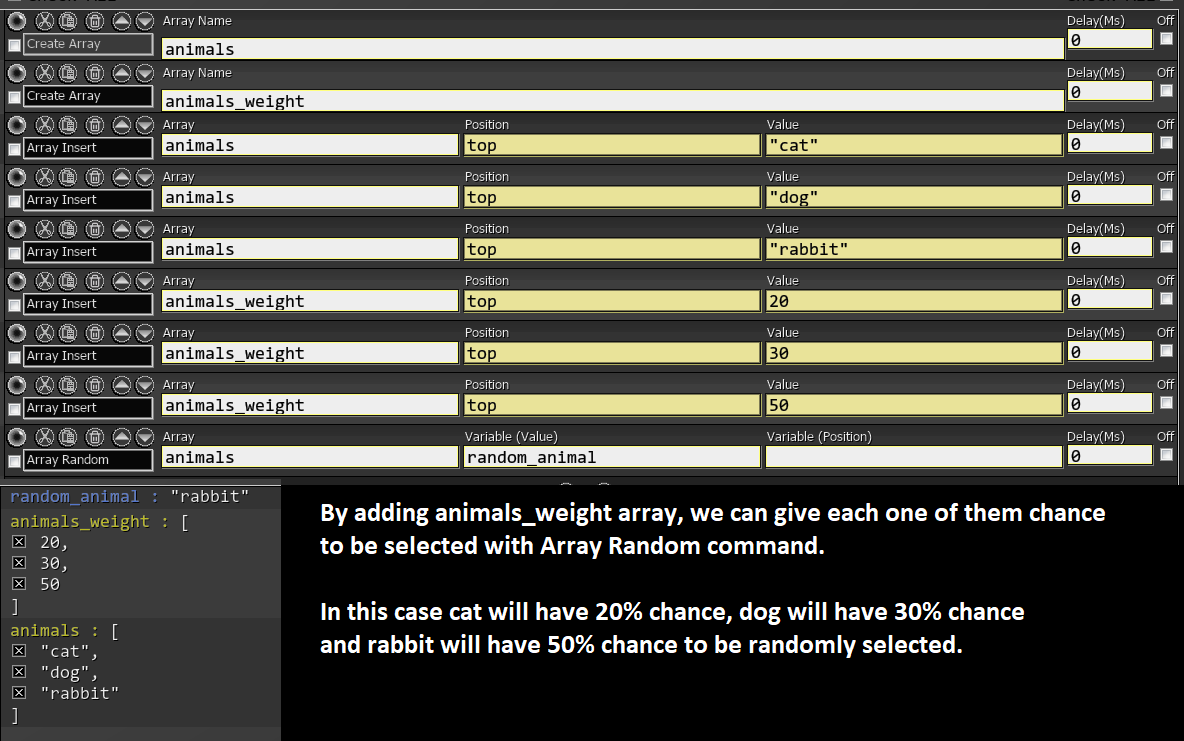 Array Name Delay(Ms) Off
Create Array animals 0
Array Name Delay(Ms) Off
Create Array animals_weight 0
Array Position Value Delay(Ms) Off
Array Insert animals top "cat" 0
Array Position Value Delay(Ms) Off
Array Insert animals top "dog" 0
Array Position Value Delay(Ms) Off
Array Insert animals top "rabbit" 0
Array Position Value Delay(Ms) Off
Array Insert animals_weight top 20 0
Array Position Value Delay(Ms) Off
Array Insert animals_weight top 30 0
Array Position Value Delay(Ms) Off
Array Insert animals_weight top 50 0
Array Variable (Value) Variable (Position) Delay(Ms) Off
Array Random animals random_animal 0
random_animal : "rabbit"
animals_weight : [
20,
30,
50
]
animals : [
"cat",
"dog",
"rabbit"
]
By adding animals_weight array, we can give each one of them chance
to be selected with Array Random command.
In this case cat will have 20% chance, dog will have 30% chance
and rabbit will have 50% chance to be randomly selected.